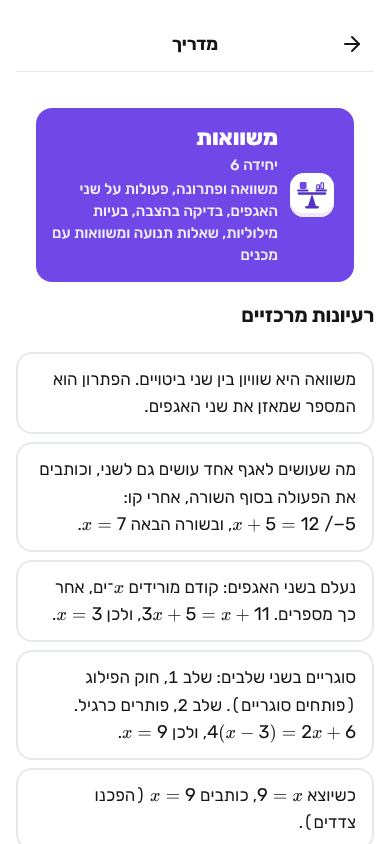 מדריך
משוואות
יחידה 6
משוואה ופתרונה, פעולות על שני
האגפים, בדיקה בהצבה, בעיות
מילוליות, שאלות תנועה ומשוואות עם
מכנים
רעיונות מרכזיים
משוואה היא שוויון בין שני ביטויים. הפתרון הוא
המספר שמאזן את שני האגפים.
מה שעושים לאגף אחד עושים גם לשני, וכותבים
את הפעולה בסוף השורה, אחרי קו:
x + 5 = 12 /−5, ובשורה הבאה x = 7.
נעלם בשני האגפים: קודם מורידים x־ים, אחר
כך מספרים. 3x + 5 = x + 11, ולכן x = 3.
סוגריים בשני שלבים: שלב 1, חוק הפילוג
(פותחים סוגריים). שלב 2, פותרים כרגיל.
4(x − 3) = 2x + 6, ולכן x = 9.
כשיוצא 9 = x, כותבים x = 9 (הפכנו
צדדים).